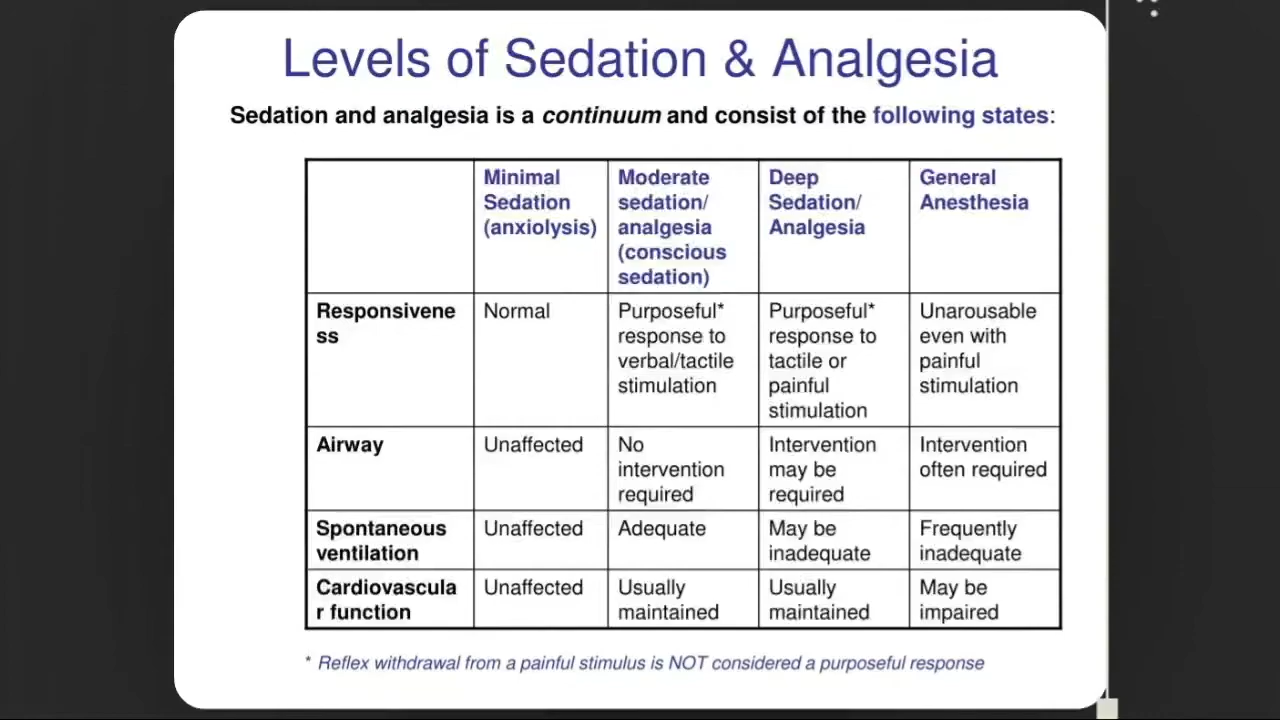 Levels of Sedation & Analgesia
Sedation and analgesia is a continuum and consist of the following states:
Minimal
Sedation
(anxiolysis)
Moderate
sedation/
analgesia
(conscious
sedation)
Deep
Sedation/
Analgesia
General
Anesthesia
Responsivene
ss
Normal
Purposeful*
response to
verbal/tactile
stimulation
Purposeful*
response to
tactile or
painful
stimulation
Unarousable
even with
painful
stimulation
Airway
Unaffected
No
intervention
required
Intervention
may be
required
Intervention
often required
Spontaneous
ventilation
Unaffected
Adequate
May be
inadequate
Frequently
inadequate
Cardiovascula
r function
Unaffected
Usually
maintained
Usually
maintained
May be
impaired
* Reflex withdrawal from a painful stimulus is NOT considered a purposeful response